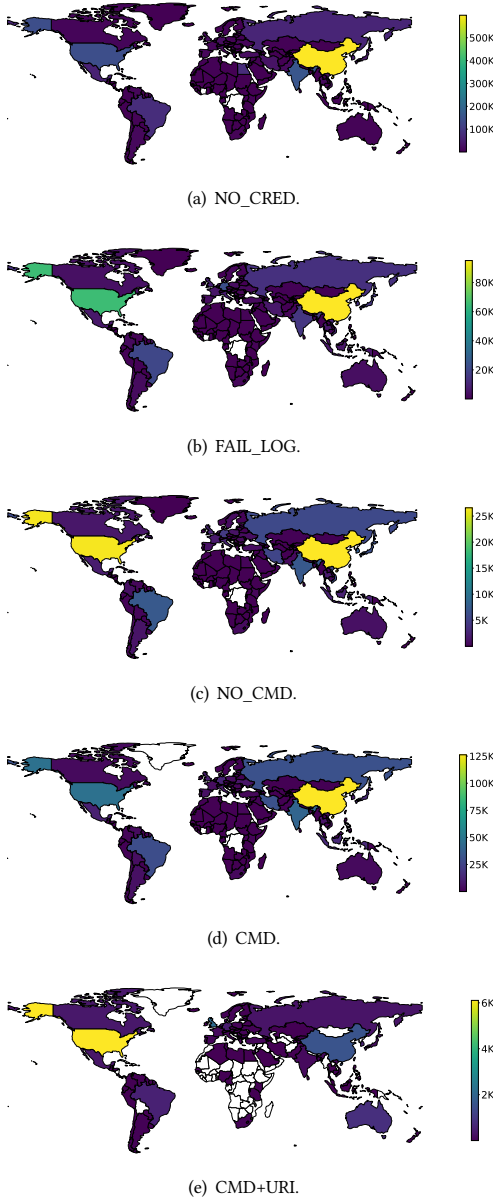 500K
400K
300K
200K
100K
(a) NO_CRED.
80K
60K
40K
20K
(b) FAIL_LOG.
25K
20K
15K
10K
5K
(c) NO_CMD.
125K
100K
75K
50K
25K
(d) CMD.
6K
4K
2K
(e) CMD+URI.